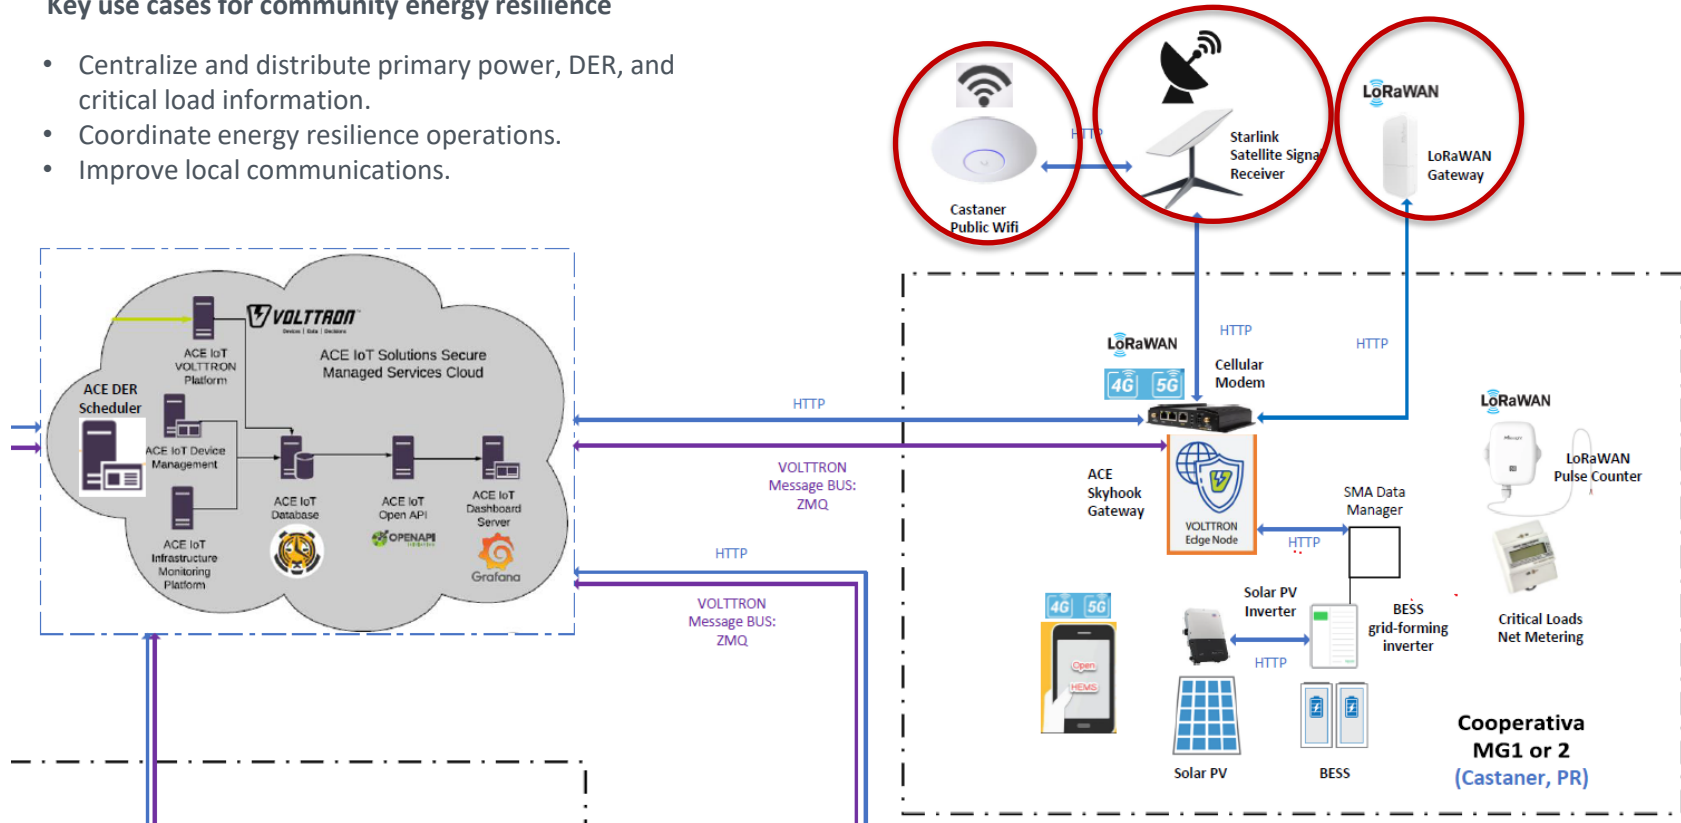 Key use cases for community energy resilience
• Centralize and distribute primary power, DER, and
critical load information.
• Coordinate energy resilience operations.
• Improve local communications.
HTTP
Castaner
Public Wifi
Starlink
Satellite Signal
Receiver
LoRaWAN
LoRaWAN
Gateway
VOLTTRON
Device | Data | Decisions
ACE IoT
VOLTTRON
Platform
ACE IoT Solutions Secure
Managed Services Cloud
ACE DER
Scheduler
ACE IoT Device
Management
ACE IoT
Infrastructure
Monitoring
Platform
ACE IoT
Database
ACE IoT
Open API
OPENAPI
ACE IoT
Dashboard
Server
Grafana
HTTP
VOLTTRON
Message BUS:
ZMQ
HTTP
VOLTTRON
Message BUS:
ZMQ
HTTP
HTTP
LoRaWAN
4G 5G
Cellular
Modem
ACE
Skyhook
Gateway
VOLTTRON
Edge Node
SMA Data
Manager
HTTP
LoRaWAN
LoRaWAN
Pulse Counter
Critical Loads
Net Metering
4G 5G
Open
HEMS
Solar PV
Inverter
HTTP
BESS
grid-forming
inverter
Solar PV
BESS
Cooperativa
MG1 or 2
(Castaner, PR)